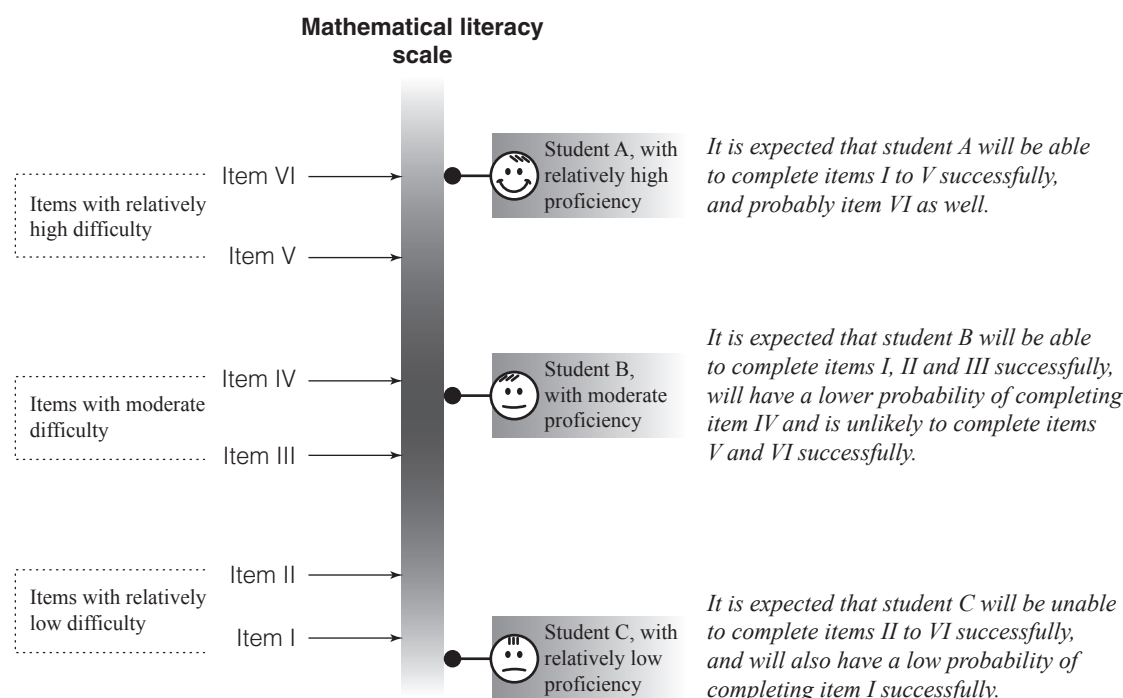 Mathematical literacy
scale
Item VI
Items with relatively
high difficulty
Item V
Student A, with
relatively high
proficiency
It is expected that student A will be able
to complete items I to V successfully,
and probably item VI as well.
Item IV
Items with moderate
difficulty
Item III
Student B,
with moderate
proficiency
It is expected that student B will be able
to complete items I, II and III successfully,
will have a lower probability of completing
item IV and is unlikely to complete items
V and VI successfully.
Item II
Items with relatively
low difficulty
Item I
Student C, with
relatively low
proficiency
It is expected that student C will be unable
to complete items II to VI successfully,
and will also have a low probability of
completing item I successfully.